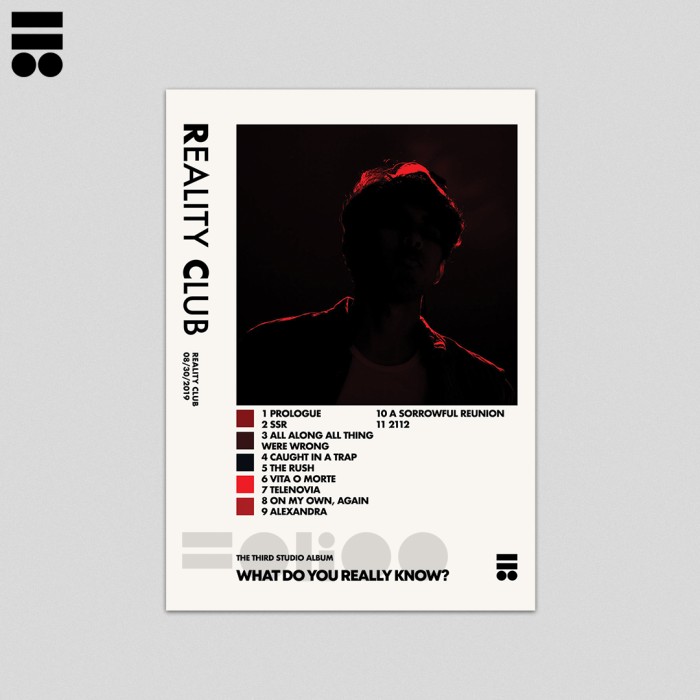 REALITY CLUB
REALITY CLUB
08/30/2019
1 PROLOGUE
2 SSR
3 ALL ALONG ALL THING
WERE WRONG
4 CAUGHT IN A TRAP
5 THE RUSH
6 VITA O MORTE
7 TELENOVIA
8 ON MY OWN, AGAIN
9 ALEXANDRA
10 A SORROWFUL REUNION
11 2112
THE THIRD STUDIO ALBUM
WHAT DO YOU REALLY KNOW?